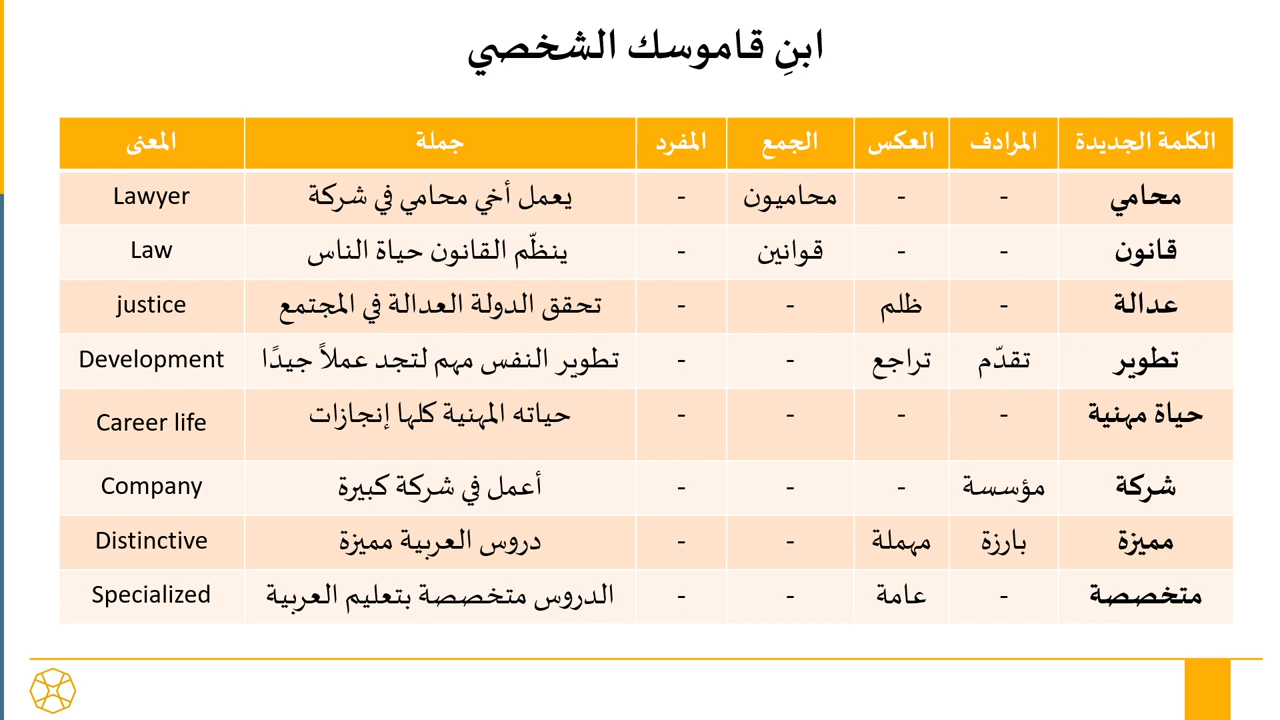 ابنِ قاموسك الشخصي
الكلمة الجديدة المرادف العكس الجمع المفرد جملة المعنى
محامي - - محاميون - يعمل أخي محامي في شركة Lawyer
قانون - - قوانين - ينظّم القانون حياة الناس Law
عدالة - ظلم - - تحقق الدولة العدالة في المجتمع justice
تطوير تقدّم تراجع - - تطوير النفس مهم لتجد عملاً جيدًا Development
حياة مهنية - - - - حياته المهنية كلها إنجازات Career life
شركة مؤسسة - - - أعمل في شركة كبيرة Company
مميزة بارزة مهملة - - دروس العربية مميزة Distinctive
متخصصة - عامة - - الدروس متخصصة بتعليم العربية Specialized